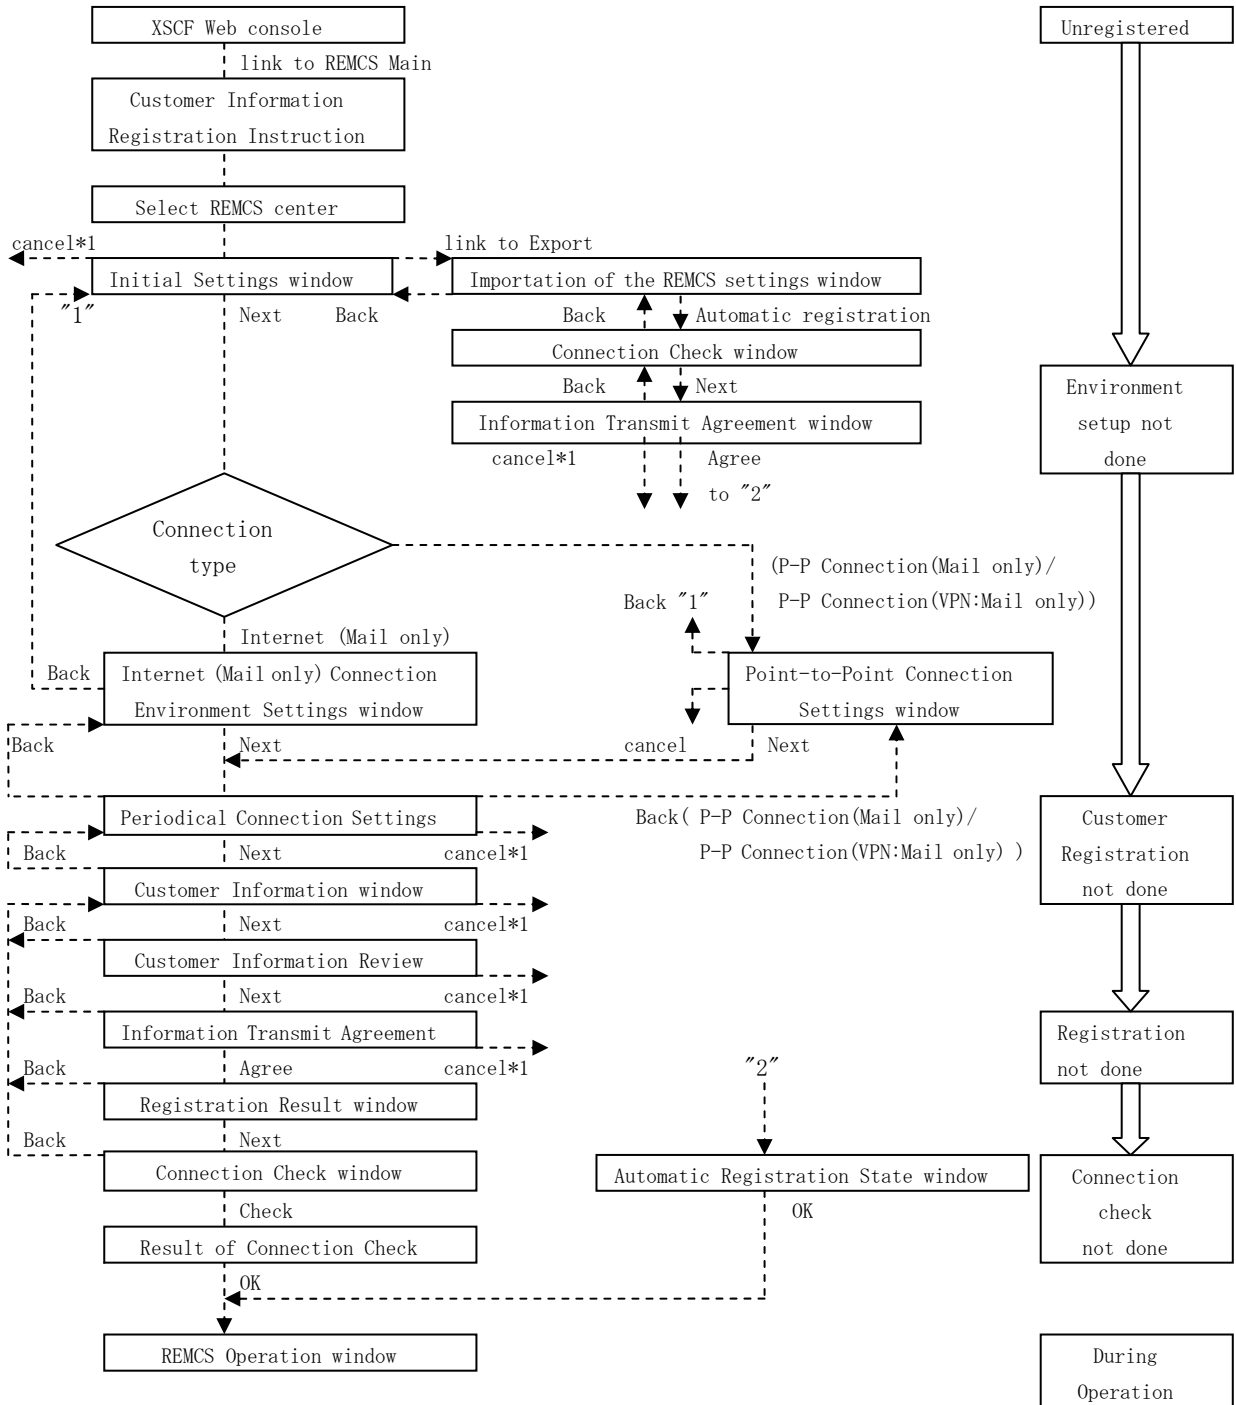 XSCF Web console
Unregistered
link to REMCS Main
Customer Information
Registration Instruction
Select REMCS center
cancel*1
link to Export
Initial Settings window
Importation of the REMCS settings window
"1"
Next
Back
Back
Automatic registration
Connection Check window
Back
Next
Information Transmit Agreement window
cancel*1
Agree
to "2"
Environment
setup not
done
Connection
type
(P-P Connection(Mail only)/
P-P Connection(VPN:Mail only))
Back "1"
Internet (Mail only)
Back
Internet (Mail only) Connection
Environment Settings window
Point-to-Point Connection
Settings window
Back
Next
cancel
Next
Periodical Connection Settings
Back( P-P Connection(Mail only)/
P-P Connection(VPN:Mail only) )
Customer
Registration
not done
Back
Next
cancel*1
Customer Information window
Back
Next
cancel*1
Customer Information Review
Back
Next
cancel*1
Information Transmit Agreement
Registration
not done
Back
Agree
cancel*1
"2"
Registration Result window
Back
Next
Connection Check window
Automatic Registration State window
Connection
check
not done
Check
OK
Result of Connection Check
OK
REMCS Operation window
During
Operation